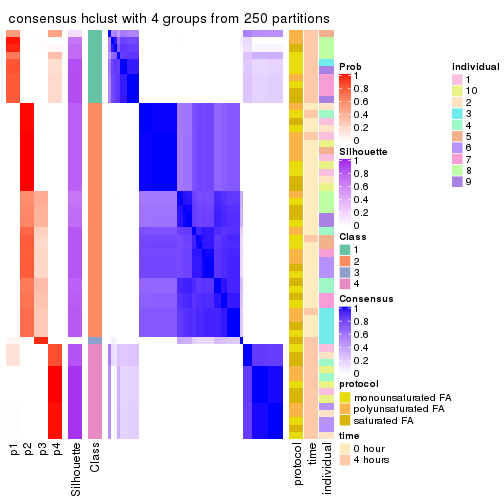 consensus hclust with 4 groups from 250 partitions
Prob
1
0.8
0.6
0.4
0.2
0
Silhouette
1
0.8
0.6
0.4
0.2
0
Class
1
2
3
4
Consensus
1
0.8
0.6
0.4
0.2
0
protocol
monounsaturated FA
polyunsaturated FA
saturated FA
time
0 hour
4 hours
individual
1
10
2
3
4
5
6
7
8
9
p1
p2
p3
p4
Silhouette
Class
protocol
time
individual